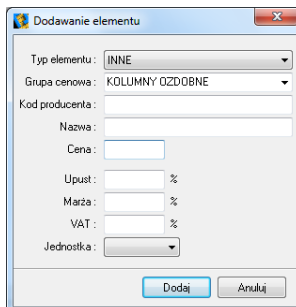 Dodawanie elementu
Typ elementu : INNE
Grupa cenowa : KOLUMNY OZDOBNE
Kod producenta :
Nazwa :
Cena :
Upust : %
Marża : %
VAT : %
Jednostka :
Dodaj Anuluj